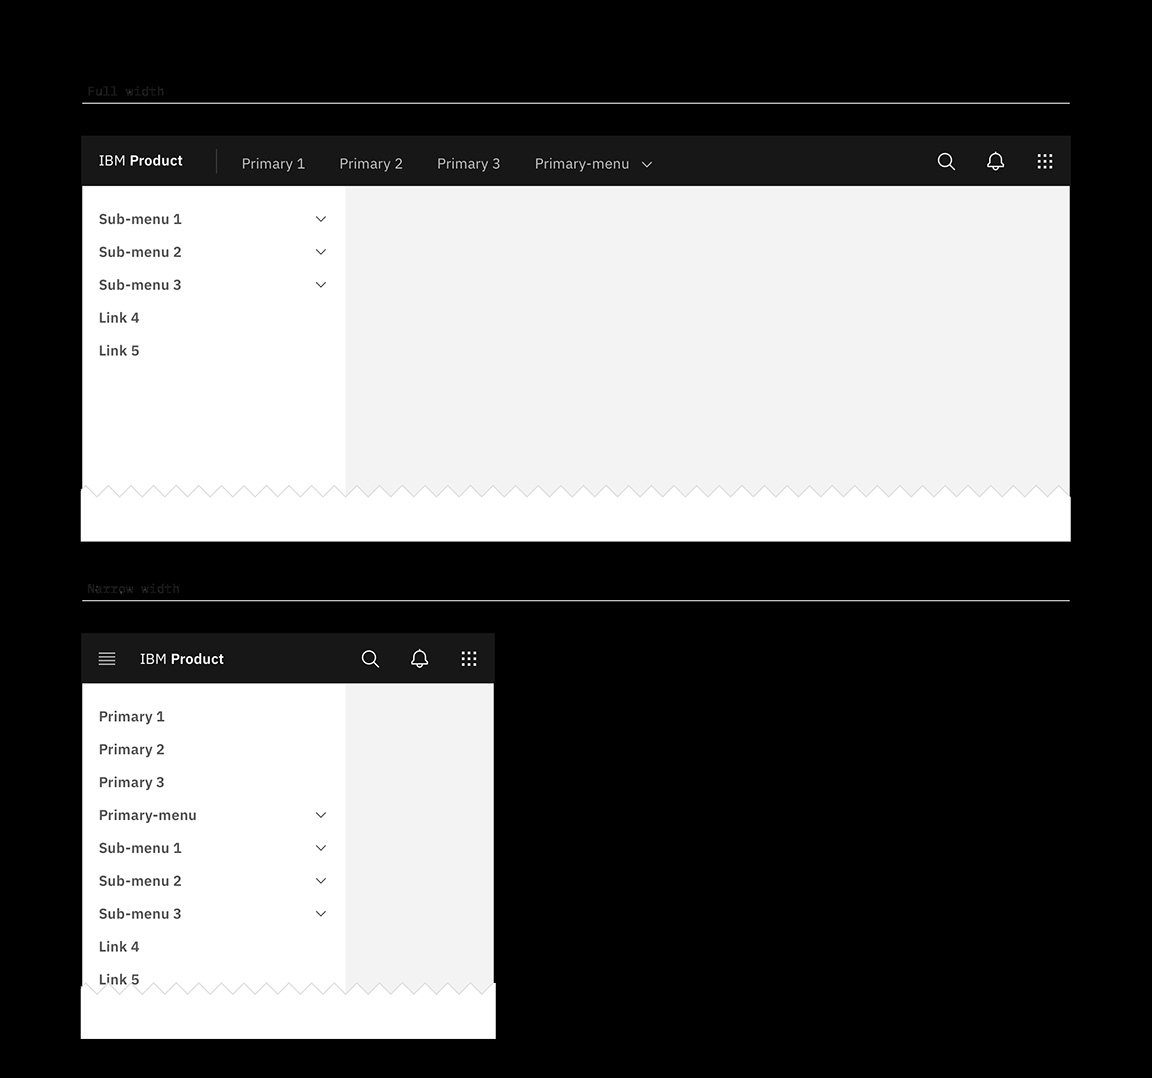 Full width
IBM Product Primary 1 Primary 2 Primary 3 Primary-menu
Sub-menu 1
Sub-menu 2
Sub-menu 3
Link 4
Link 5
Narrow width
IBM Product
Primary 1
Primary 2
Primary 3
Primary-menu
Sub-menu 1
Sub-menu 2
Sub-menu 3
Link 4
Link 5